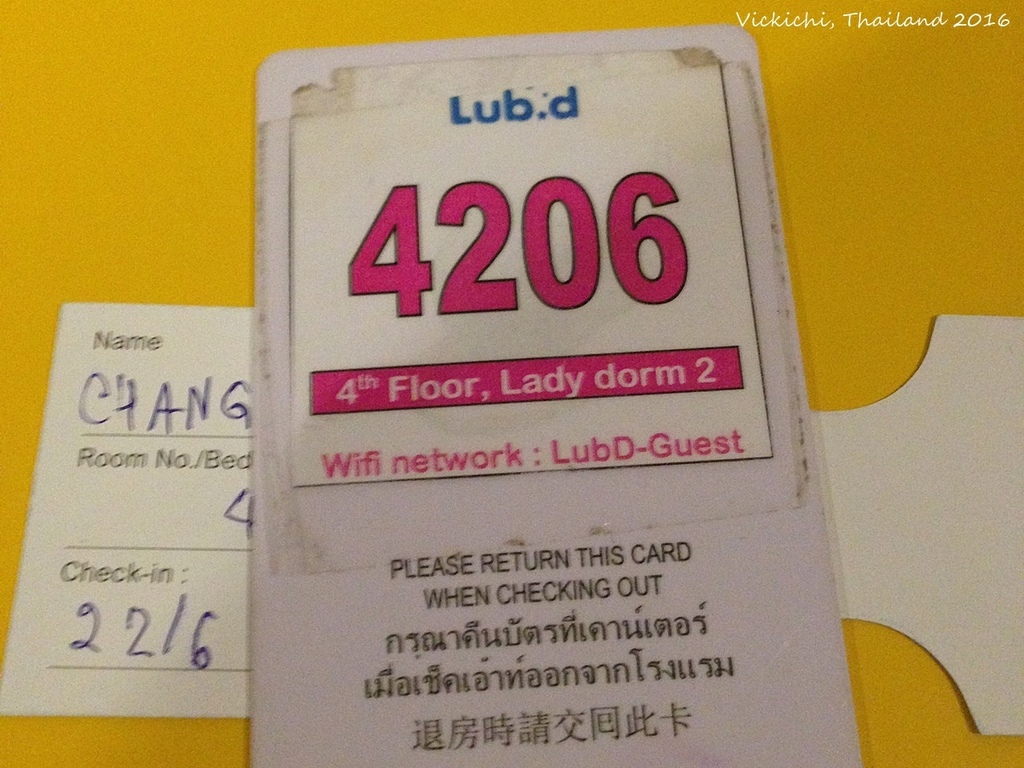 Vickichi, Thailand 2016
Lub.d
4206
4th Floor, Lady dorm 2
Wifi network : LubD-Guest
PLEASE RETURN THIS CARD
WHEN CHECKING OUT
กรุณาคืนบัตรที่เคาน์เตอร์
เมื่อเช็คเอ้าท์ออกจากโรงแรม
退房時請交回此卡
Name
CHANG
Room No./Bed
4
Check-in :
22/6